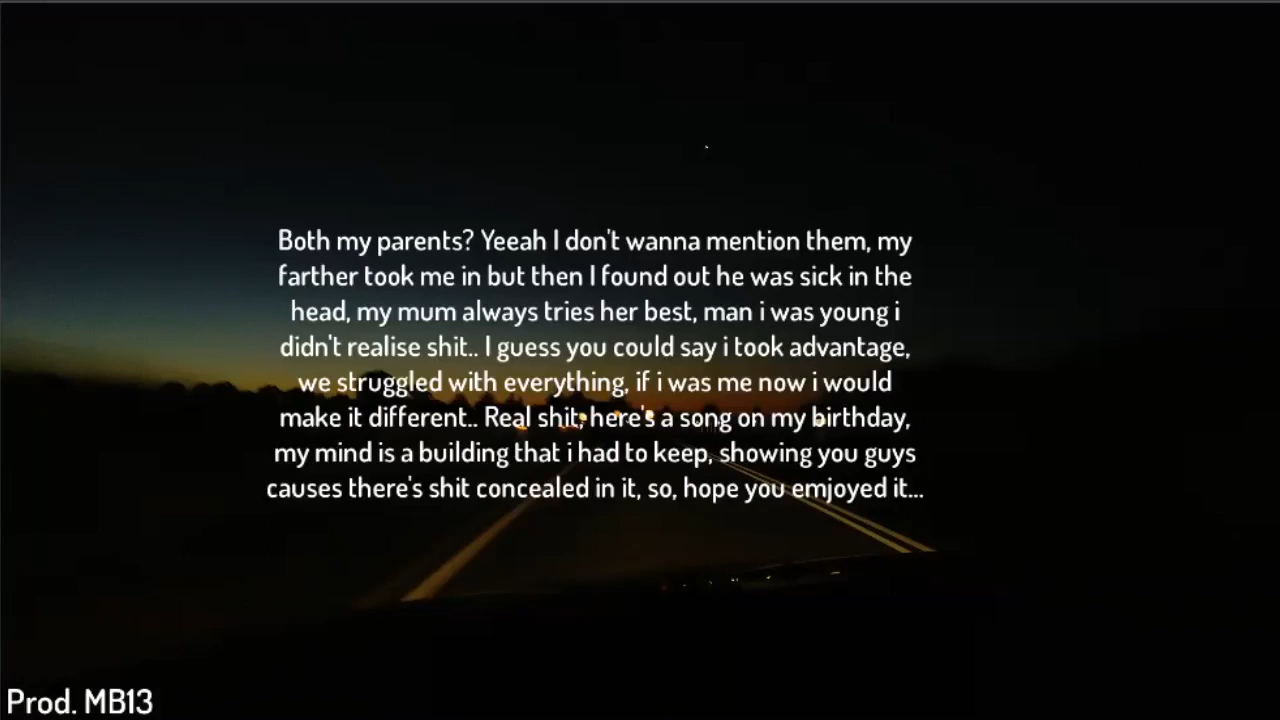 Both my parents? Yeeah I don't wanna mention them, my
farther took me in but then I found out he was sick in the
head, my mum always tries her best, man i was young i
didn't realise shit.. I guess you could say i took advantage,
we struggled with everything, if i was me now i would
make it different.. Real shit, here's a song on my birthday,
my mind is a building that i had to keep, showing you guys
causes there's shit concealed in it, so, hope you emjoyed it...
Prod. MB13